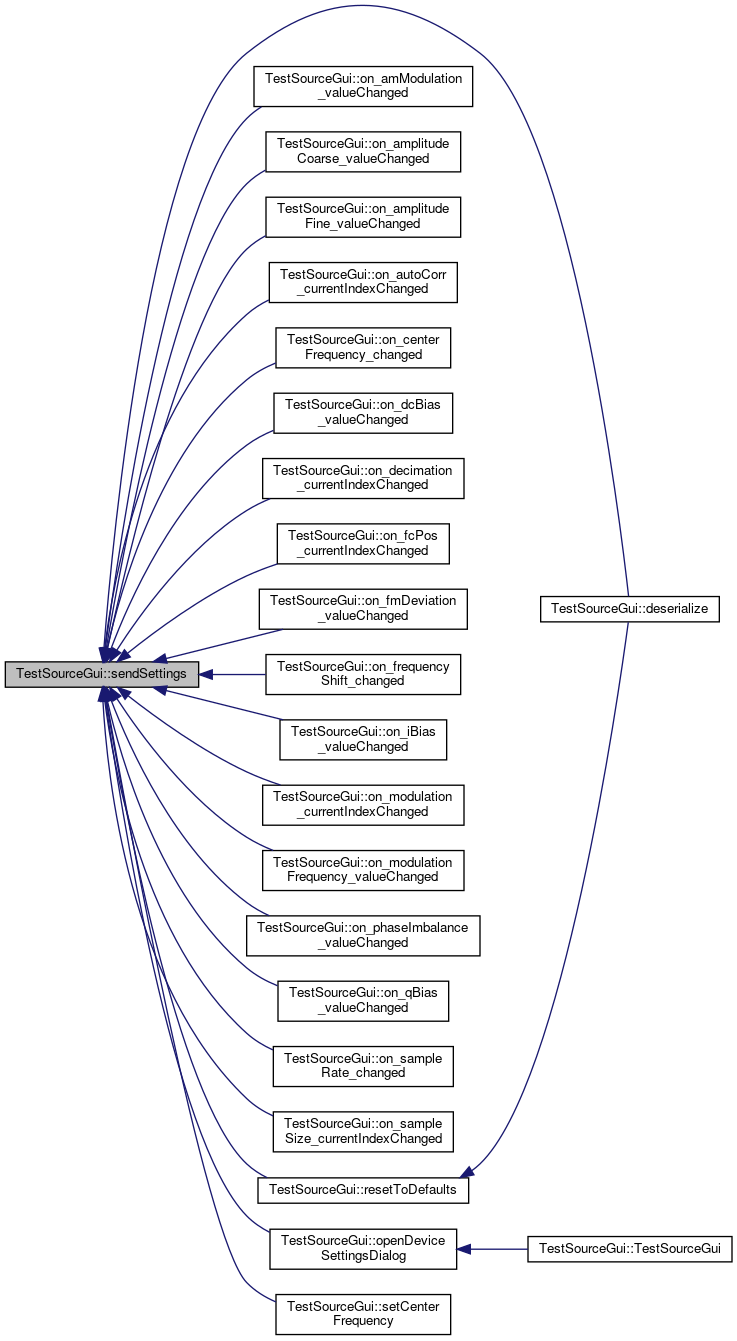 TestSourceGui::on_amModulation
_valueChanged
TestSourceGui::on_amplitude
Coarse_valueChanged
TestSourceGui::on_amplitude
Fine_valueChanged
TestSourceGui::on_autoCorr
_currentIndexChanged
TestSourceGui::on_center
Frequency_changed
TestSourceGui::on_dcBias
_valueChanged
TestSourceGui::on_decimation
_currentIndexChanged
TestSourceGui::on_fcPos
_currentIndexChanged
TestSourceGui::on_fmDeviation
_valueChanged
TestSourceGui::deserialize
TestSourceGui::sendSettings
TestSourceGui::on_frequency
Shift_changed
TestSourceGui::on_iBias
_valueChanged
TestSourceGui::on_modulation
_currentIndexChanged
TestSourceGui::on_modulation
Frequency_valueChanged
TestSourceGui::on_phaseImbalance
_valueChanged
TestSourceGui::on_qBias
_valueChanged
TestSourceGui::on_sample
Rate_changed
TestSourceGui::on_sample
Size_currentIndexChanged
TestSourceGui::resetToDefaults
TestSourceGui::openDevice
SettingsDialog
TestSourceGui::TestSourceGui
TestSourceGui::setCenter
Frequency